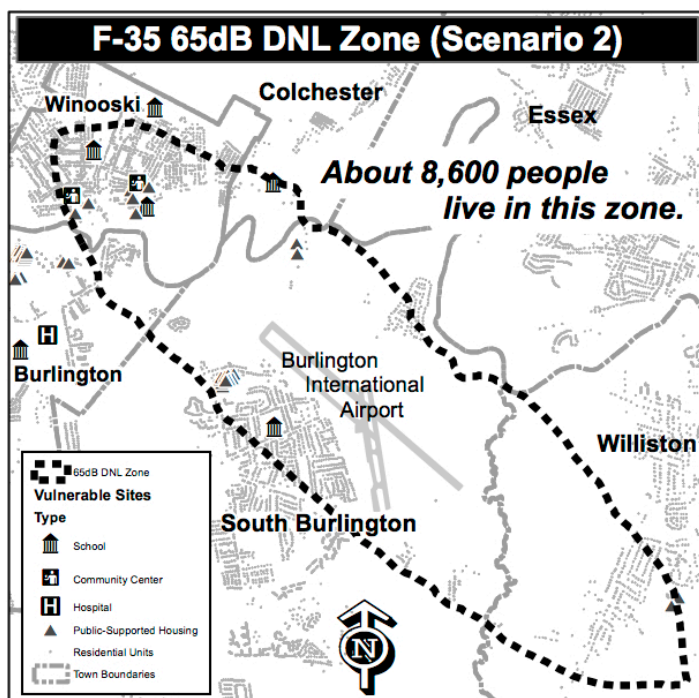 F-35 65dB DNL Zone (Scenario 2)
Winooski
Colchester
Essex
About 8,600 people
live in this zone.
H
Burlington
Burlington
International
Airport
Williston
South Burlington
65dB DNL Zone
Vulnerable Sites
Type
School
Community Center
H Hospital
Public-Supported Housing
Residential Units
Town Boundaries
N